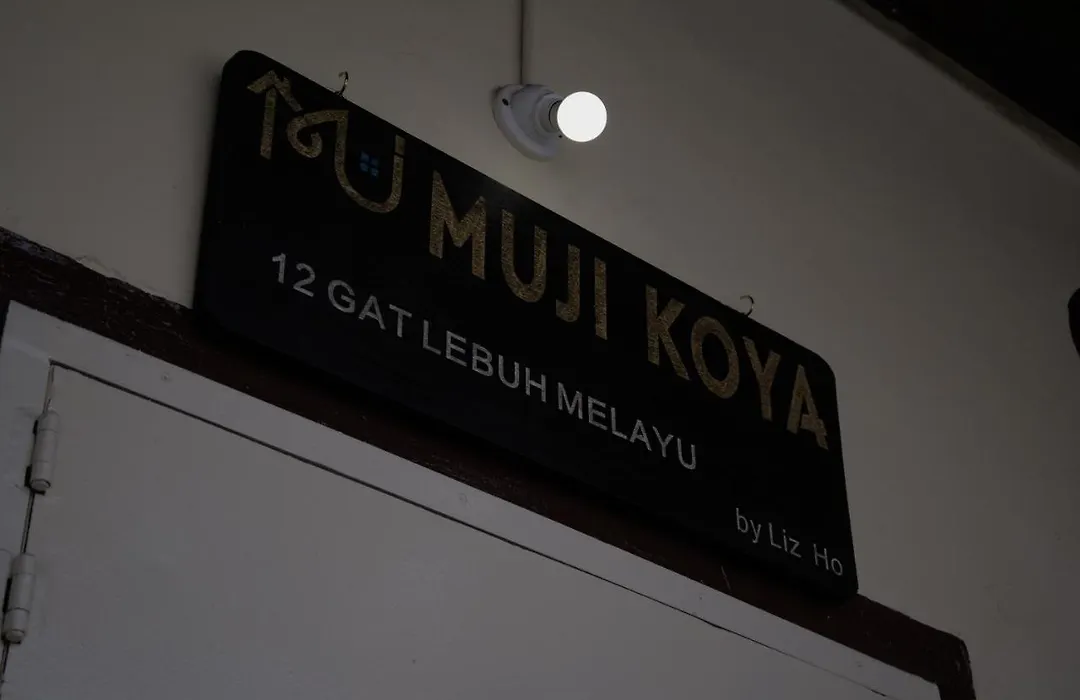 MUJI KOYA
12 GAT LEBUH MELAYU
by Liz Ho